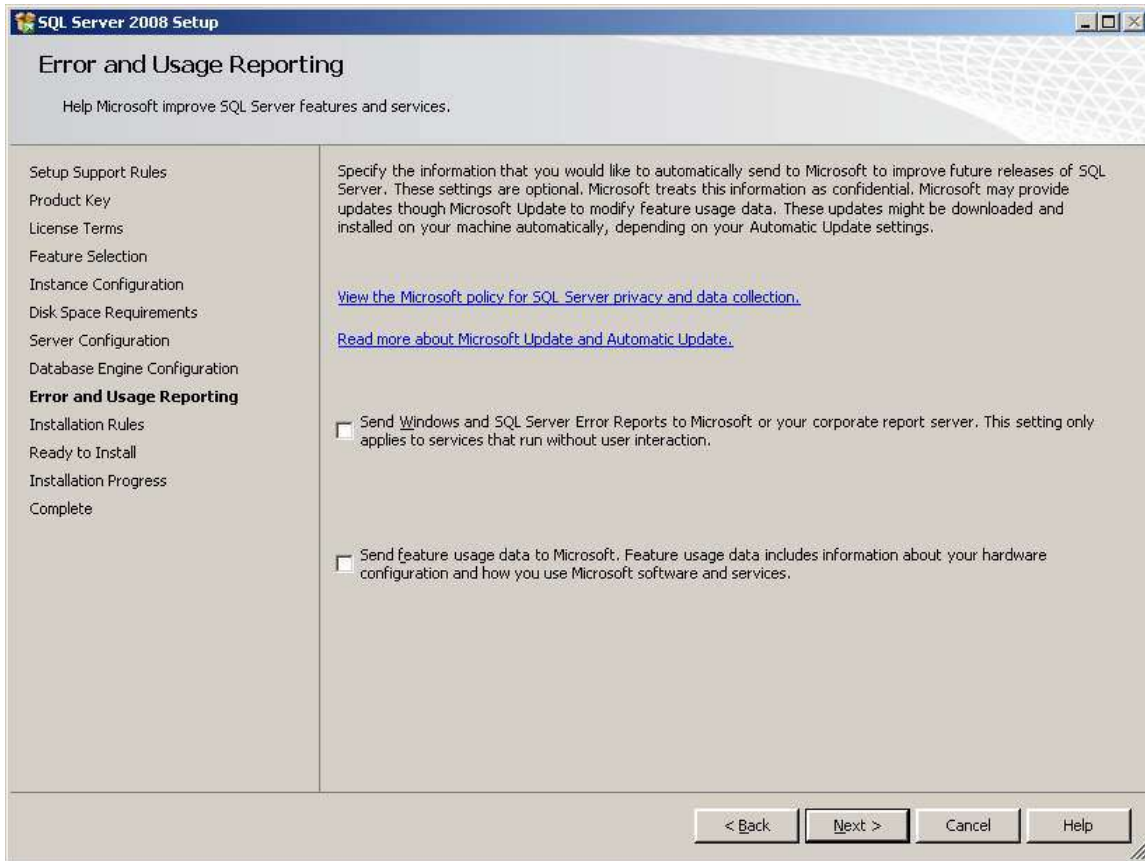 SQL Server 2008 Setup
Error and Usage Reporting
Help Microsoft improve SQL Server features and services.
Setup Support Rules
Product Key
License Terms
Feature Selection
Instance Configuration
Disk Space Requirements
Server Configuration
Database Engine Configuration
Error and Usage Reporting
Installation Rules
Ready to Install
Installation Progress
Complete
Specify the information that you would like to automatically send to Microsoft to improve future releases of SQL
Server. These settings are optional. Microsoft treats this information as confidential. Microsoft may provide
updates though Microsoft Update to modify feature usage data. These updates might be downloaded and
installed on your machine automatically, depending on your Automatic Update settings.
View the Microsoft policy for SQL Server privacy and data collection.
Read more about Microsoft Update and Automatic Update.
Send Windows and SQL Server Error Reports to Microsoft or your corporate report server. This setting only
applies to services that run without user interaction.
Send feature usage data to Microsoft. Feature usage data includes information about your hardware
configuration and how you use Microsoft software and services.
< Back Next > Cancel Help